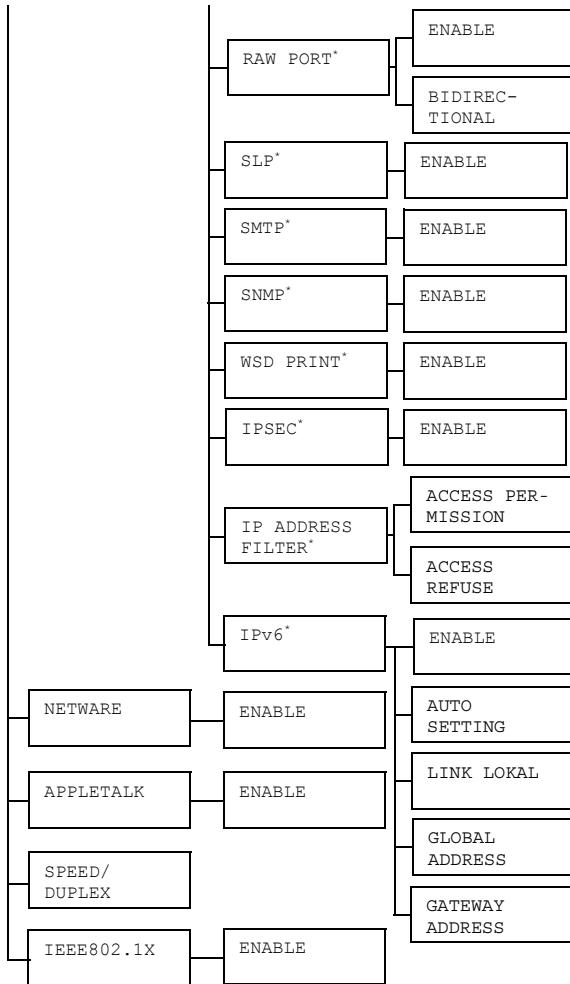 RAW PORT*
ENABLE
BIDIREC-
TIONAL
SLP*
ENABLE
SMTP*
ENABLE
SNMP*
ENABLE
WSD PRINT*
ENABLE
IPSEC*
ENABLE
IP ADDRESS
FILTER*
ACCESS PER-
MISSION
ACCESS
REFUSE
IPv6*
ENABLE
AUTO
SETTING
LINK LOKAL
GLOBAL
ADDRESS
GATEWAY
ADDRESS
NETWARE
ENABLE
APPLETALK
ENABLE
SPEED/
DUPLEX
IEEE802.1X
ENABLE